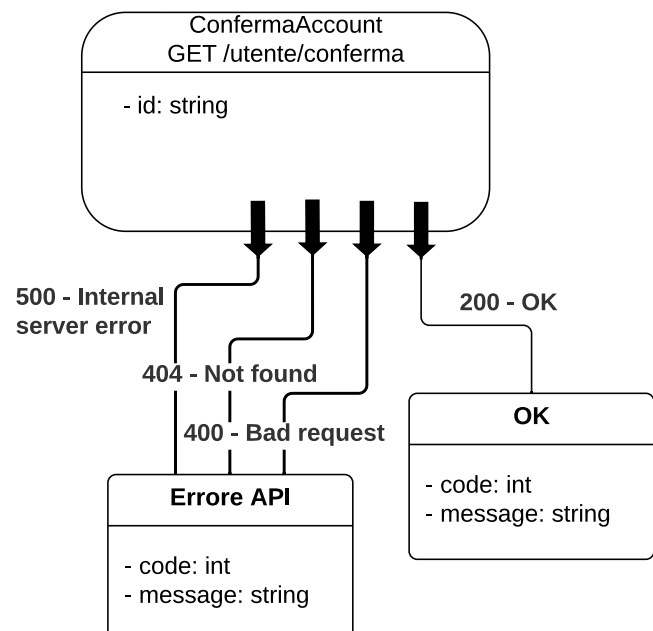 ConfermaAccount
GET /utente/conferma
- id: string
500 - Internal
server error
200 - OK
404 - Not found
400 - Bad request
OK
- code: int
- message: string
Errore API
- code: int
- message: string